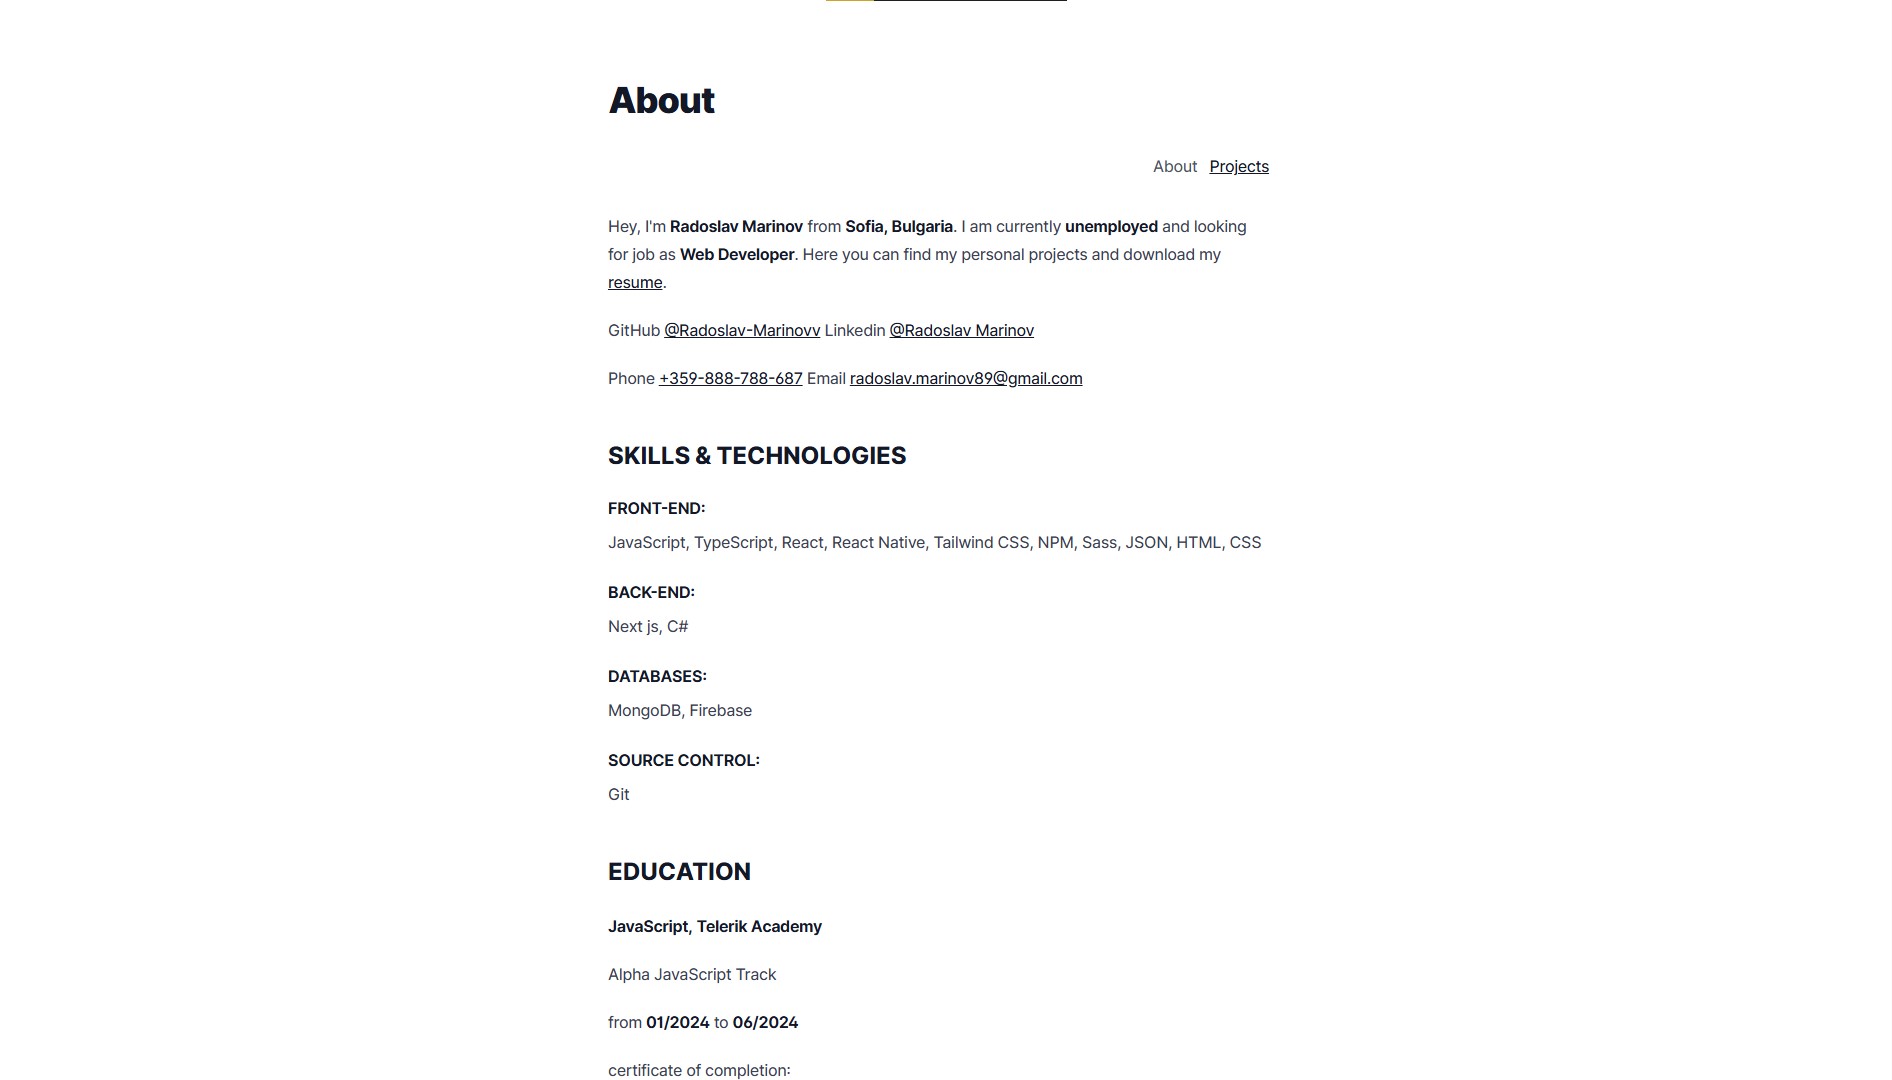 About
About Projects
Hey, I'm Radoslav Marinov from Sofia, Bulgaria. I am currently unemployed and looking
for job as Web Developer. Here you can find my personal projects and download my
resume.
GitHub @Radoslav-Marinovv Linkedin @Radoslav Marinov
Phone +359-888-788-687 Email radoslav.marinov89@gmail.com
SKILLS & TECHNOLOGIES
FRONT-END:
JavaScript, TypeScript, React, React Native, Tailwind CSS, NPM, Sass, JSON, HTML, CSS
BACK-END:
Next js, C#
DATABASES:
MongoDB, Firebase
SOURCE CONTROL:
Git
EDUCATION
JavaScript, Telerik Academy
Alpha JavaScript Track
from 01/2024 to 06/2024
certificate of completion: